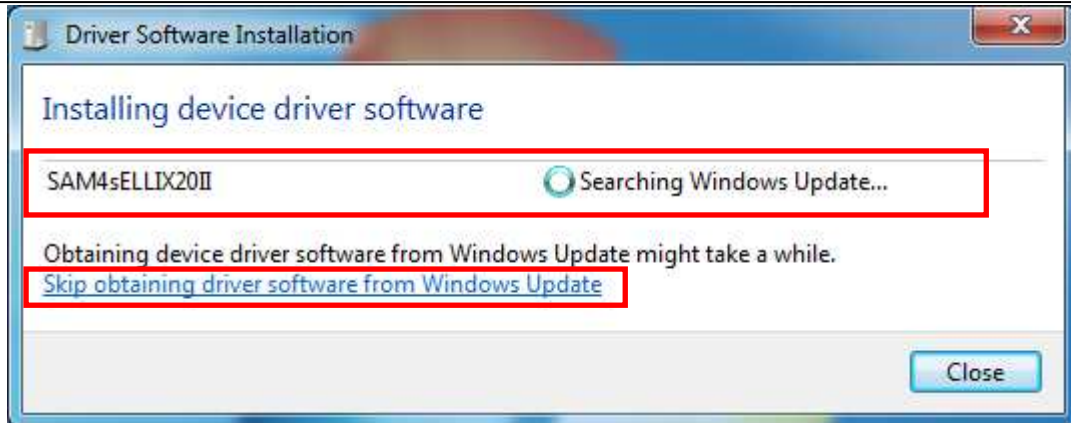 Driver Software Installation
Installing device driver software
SAM4sELLIX20II Searching Windows Update...
Obtaining device driver software from Windows Update might take a while.
Skip obtaining driver software from Windows Update
Close